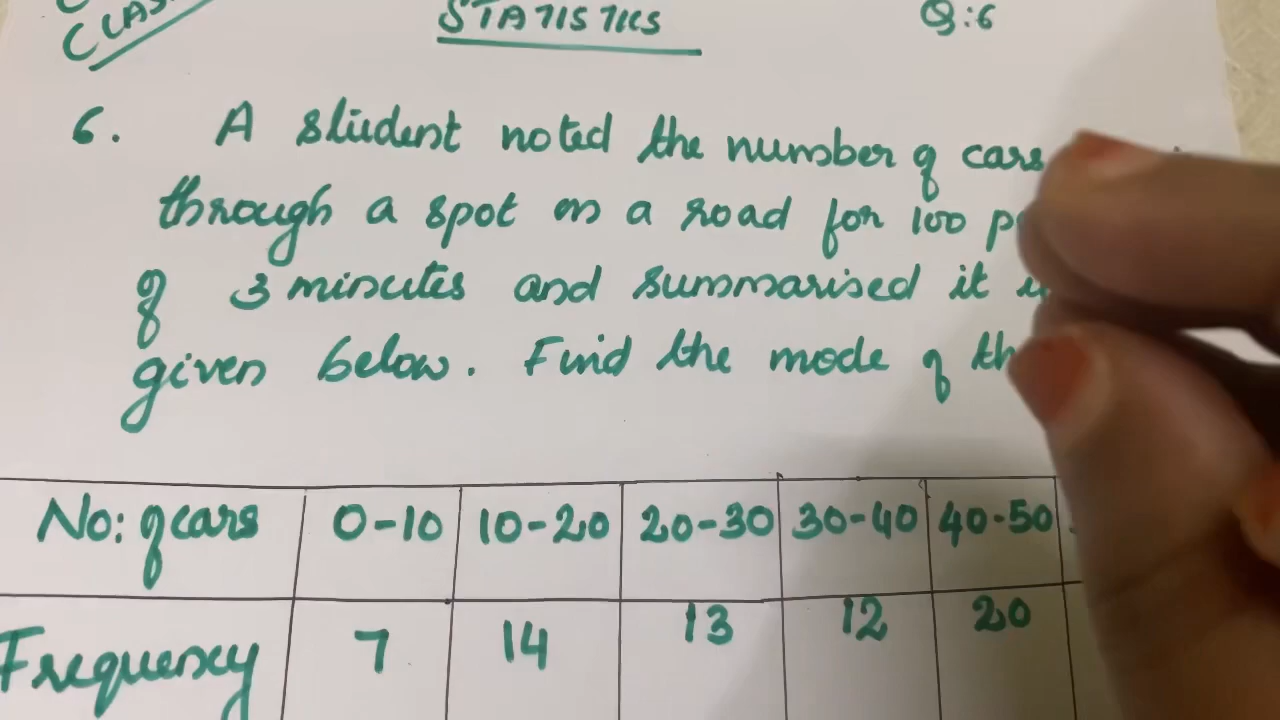 CLAS
STATISTICS
Q:6
6. A student noted the number of cars
through a spot on a road for 100
of 3 minutes and summarised it
given below. Find the mode of
No: of cars 0-10 10-20 20-30 30-40 40-50
Frequency 7 14 13 12 20